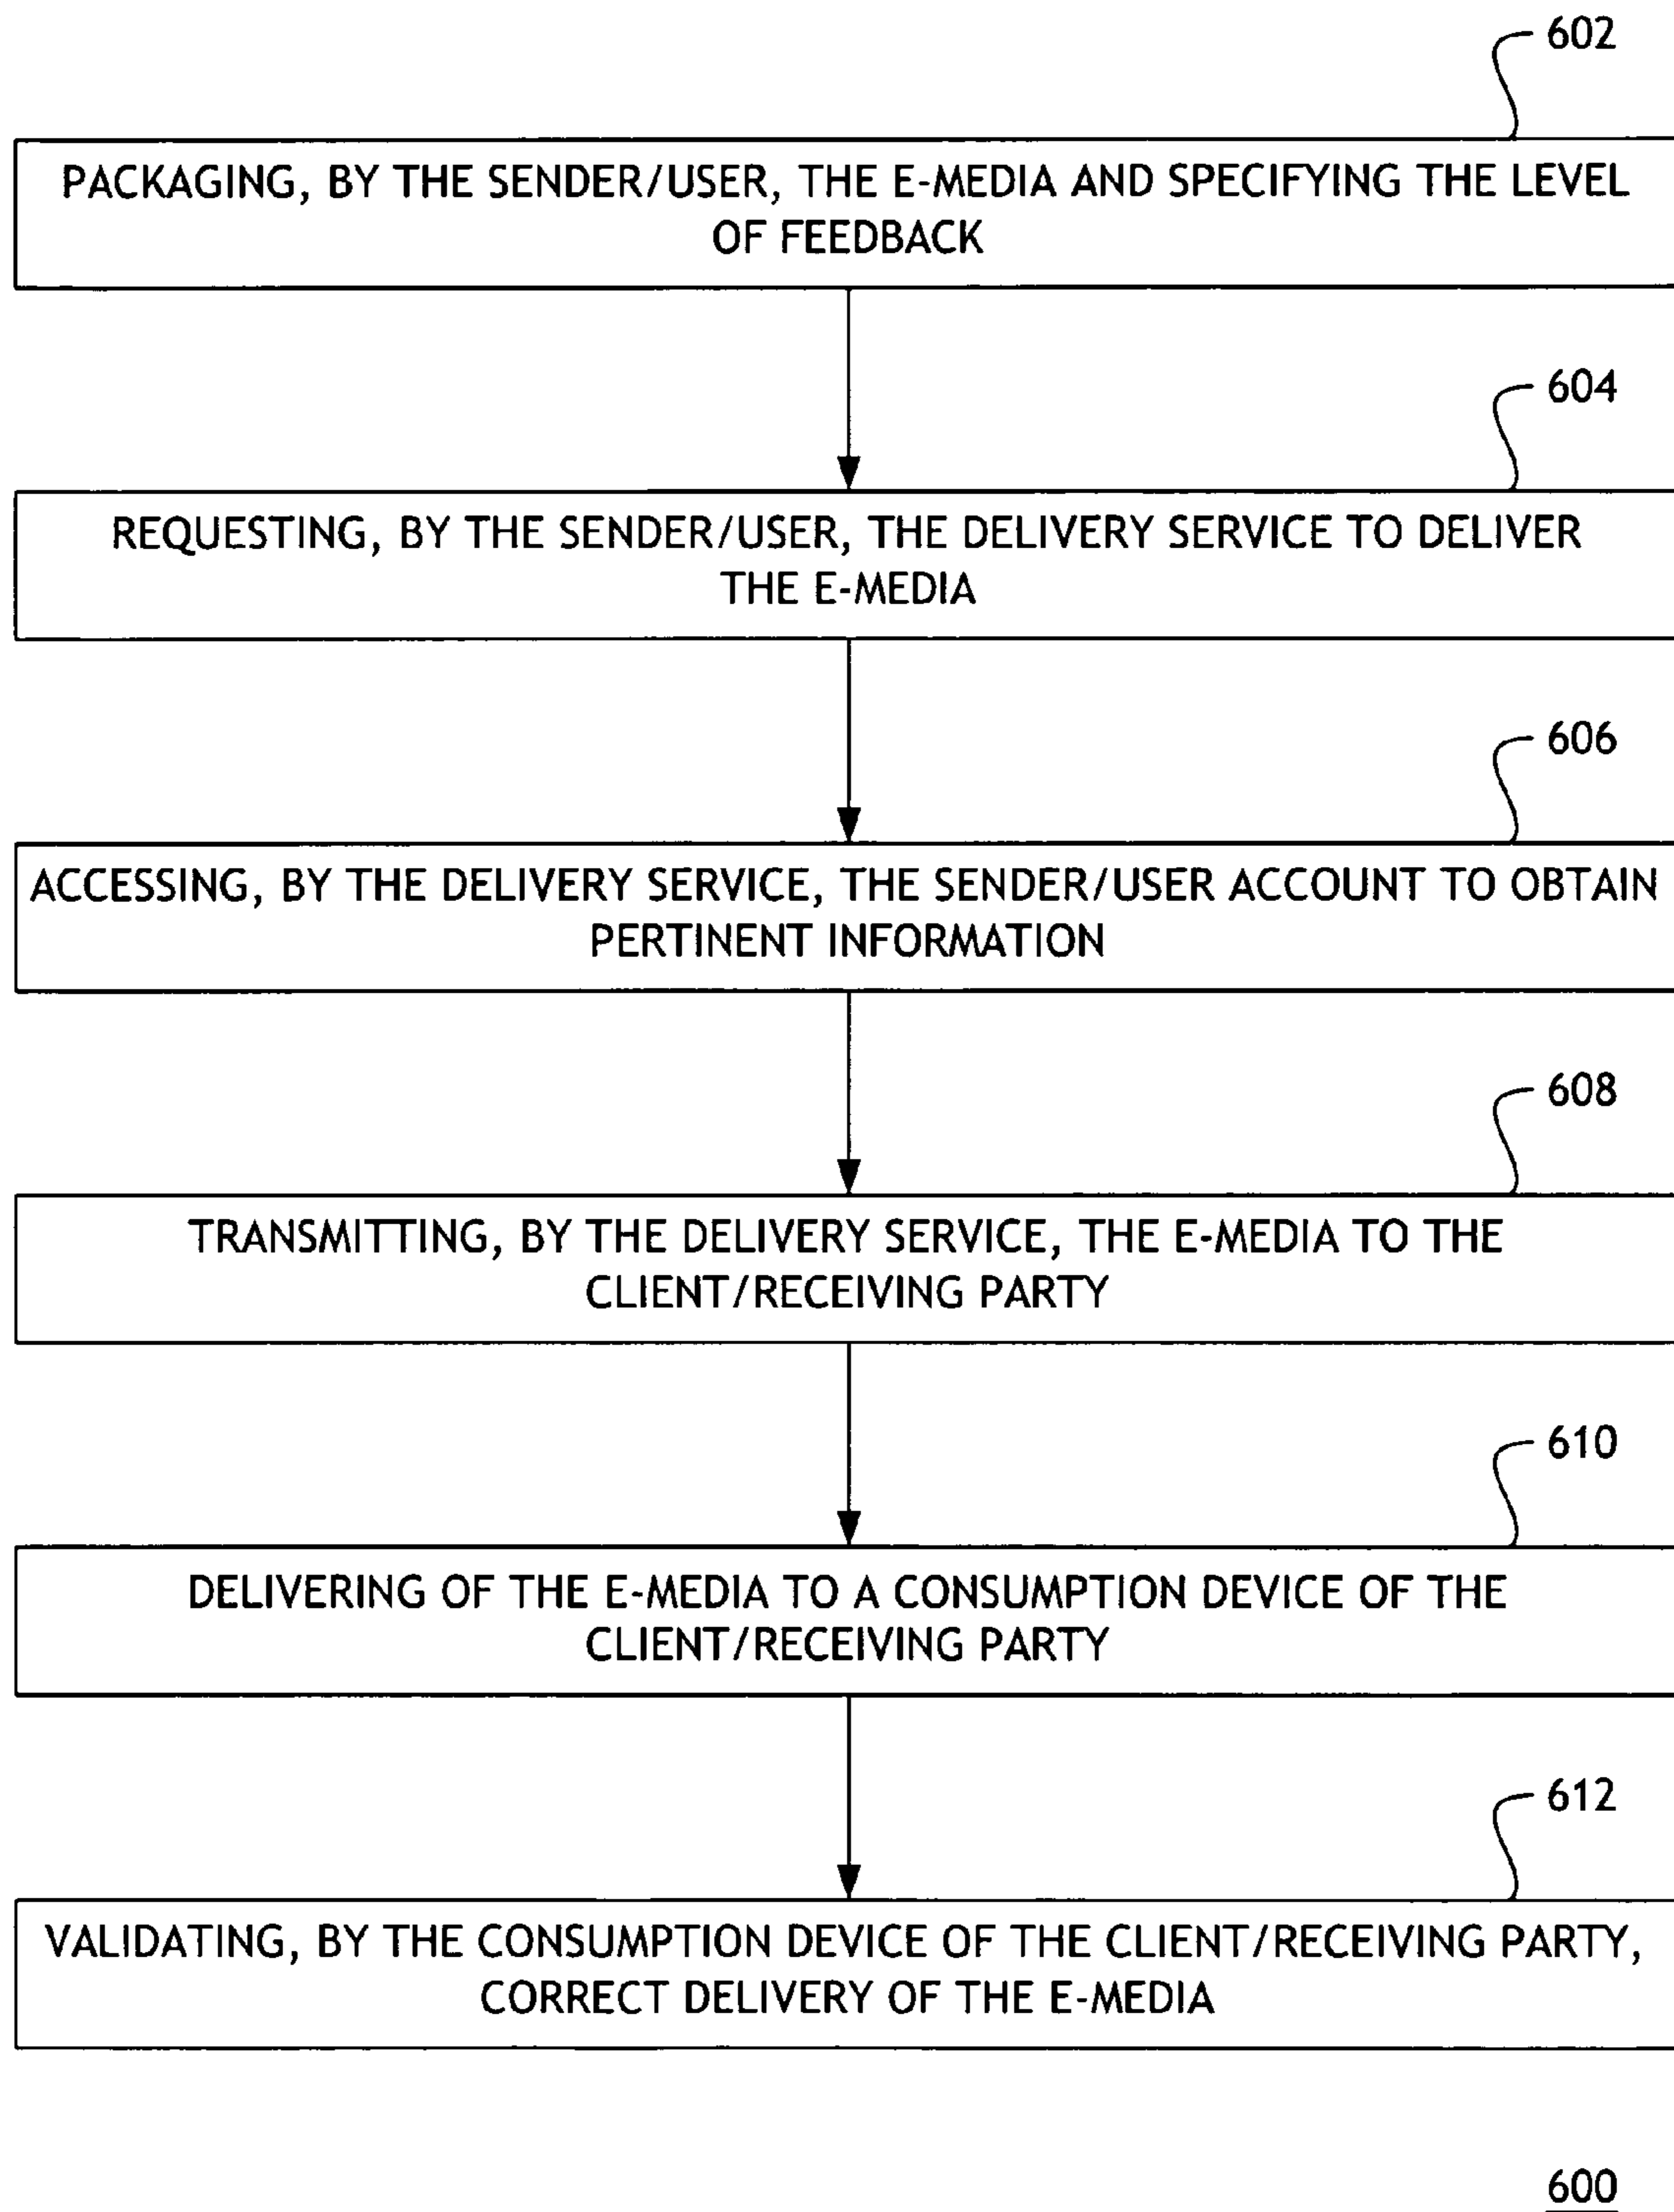 602
PACKAGING, BY THE SENDER/USER, THE E-MEDIA AND SPECIFYING THE LEVEL
OF FEEDBACK
604
REQUESTING, BY THE SENDER/USER, THE DELIVERY SERVICE TO DELIVER
THE E-MEDIA
606
ACCESSING, BY THE DELIVERY SERVICE, THE SENDER/USER ACCOUNT TO OBTAIN
PERTINENT INFORMATION
608
TRANSMITTING, BY THE DELIVERY SERVICE, THE E-MEDIA TO THE
CLIENT/RECEIVING PARTY
610
DELIVERING OF THE E-MEDIA TO A CONSUMPTION DEVICE OF THE
CLIENT/RECEIVING PARTY
612
VALIDATING, BY THE CONSUMPTION DEVICE OF THE CLIENT/RECEIVING PARTY,
CORRECT DELIVERY OF THE E-MEDIA
600